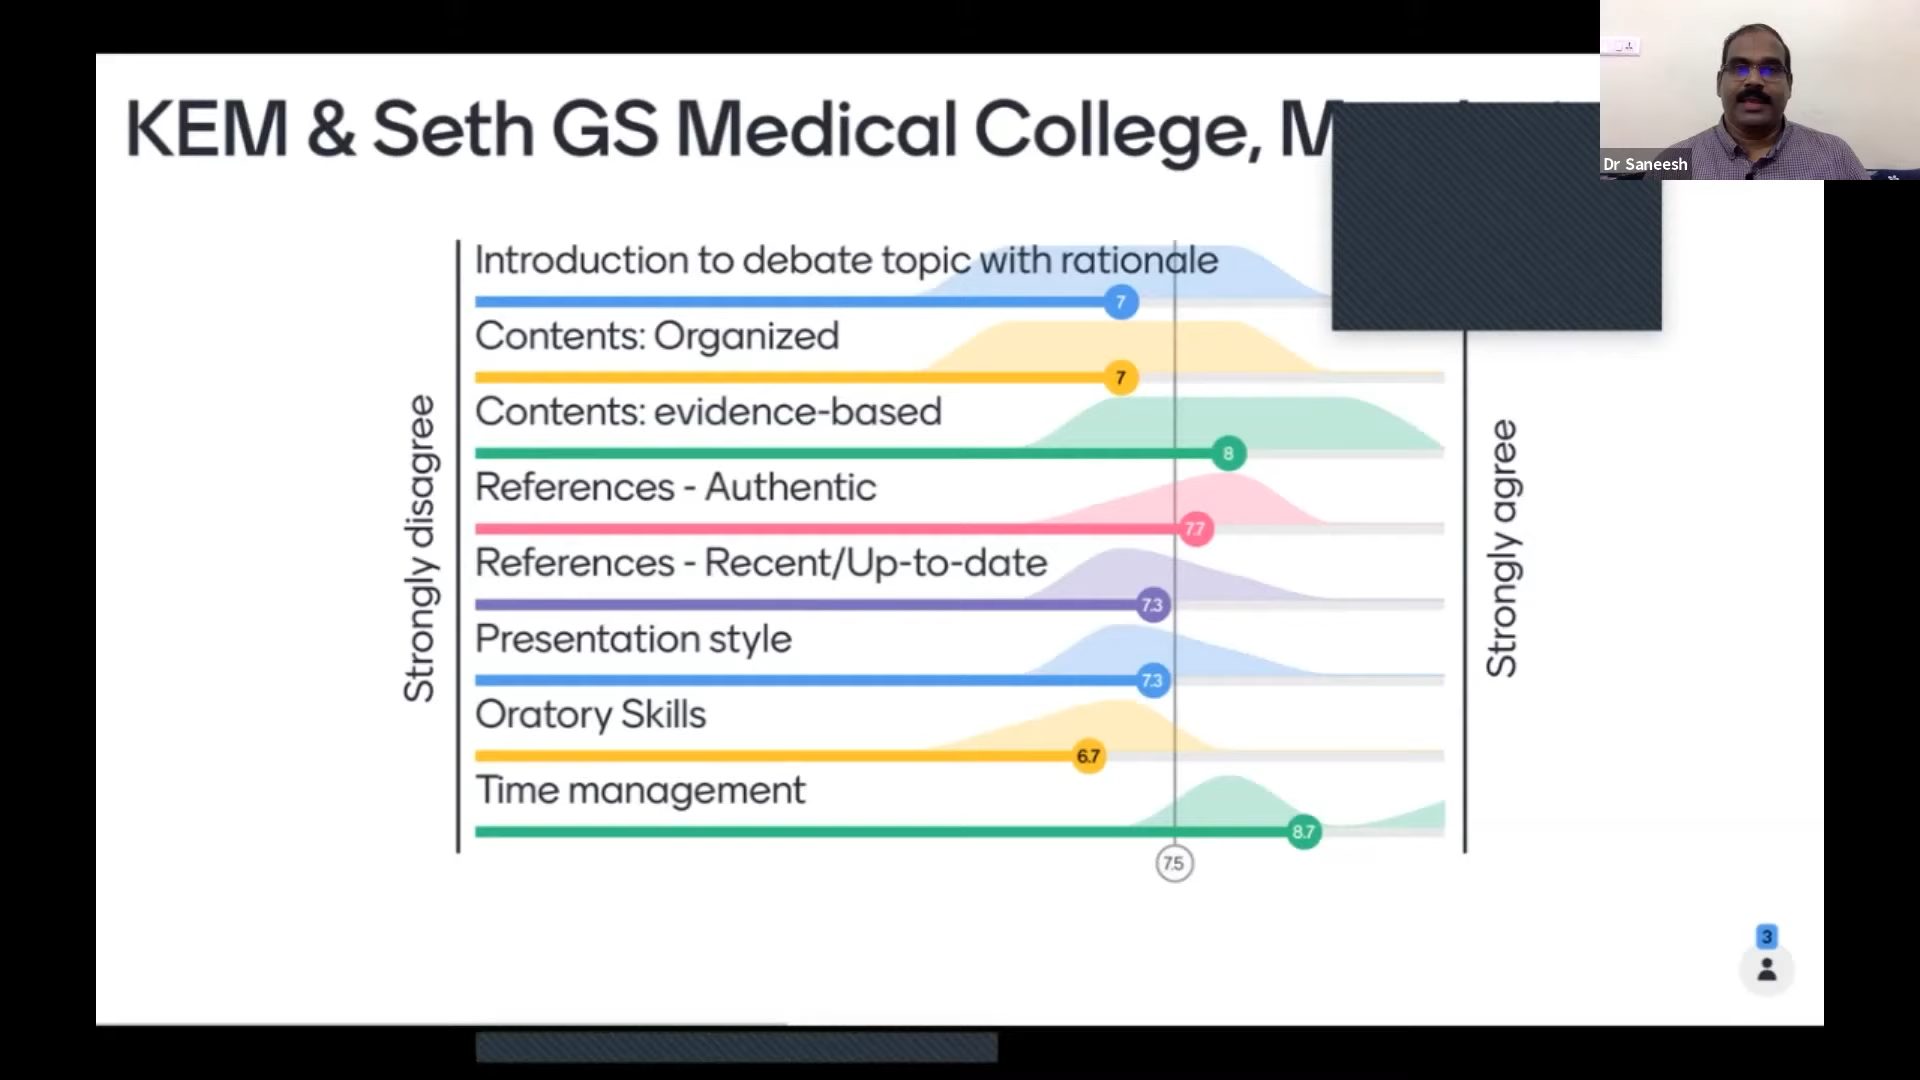 KEM & Seth GS Medical College,
Dr Saneesh
Introduction to debate topic with rationale
7
Contents: Organized
7
Contents: evidence-based
8
References - Authentic
7.7
References - Recent/Up-to-date
7.3
Presentation style
7.3
Oratory Skills
6.7
Time management
8.7
7.5
Strongly disagree
Strongly agree
3